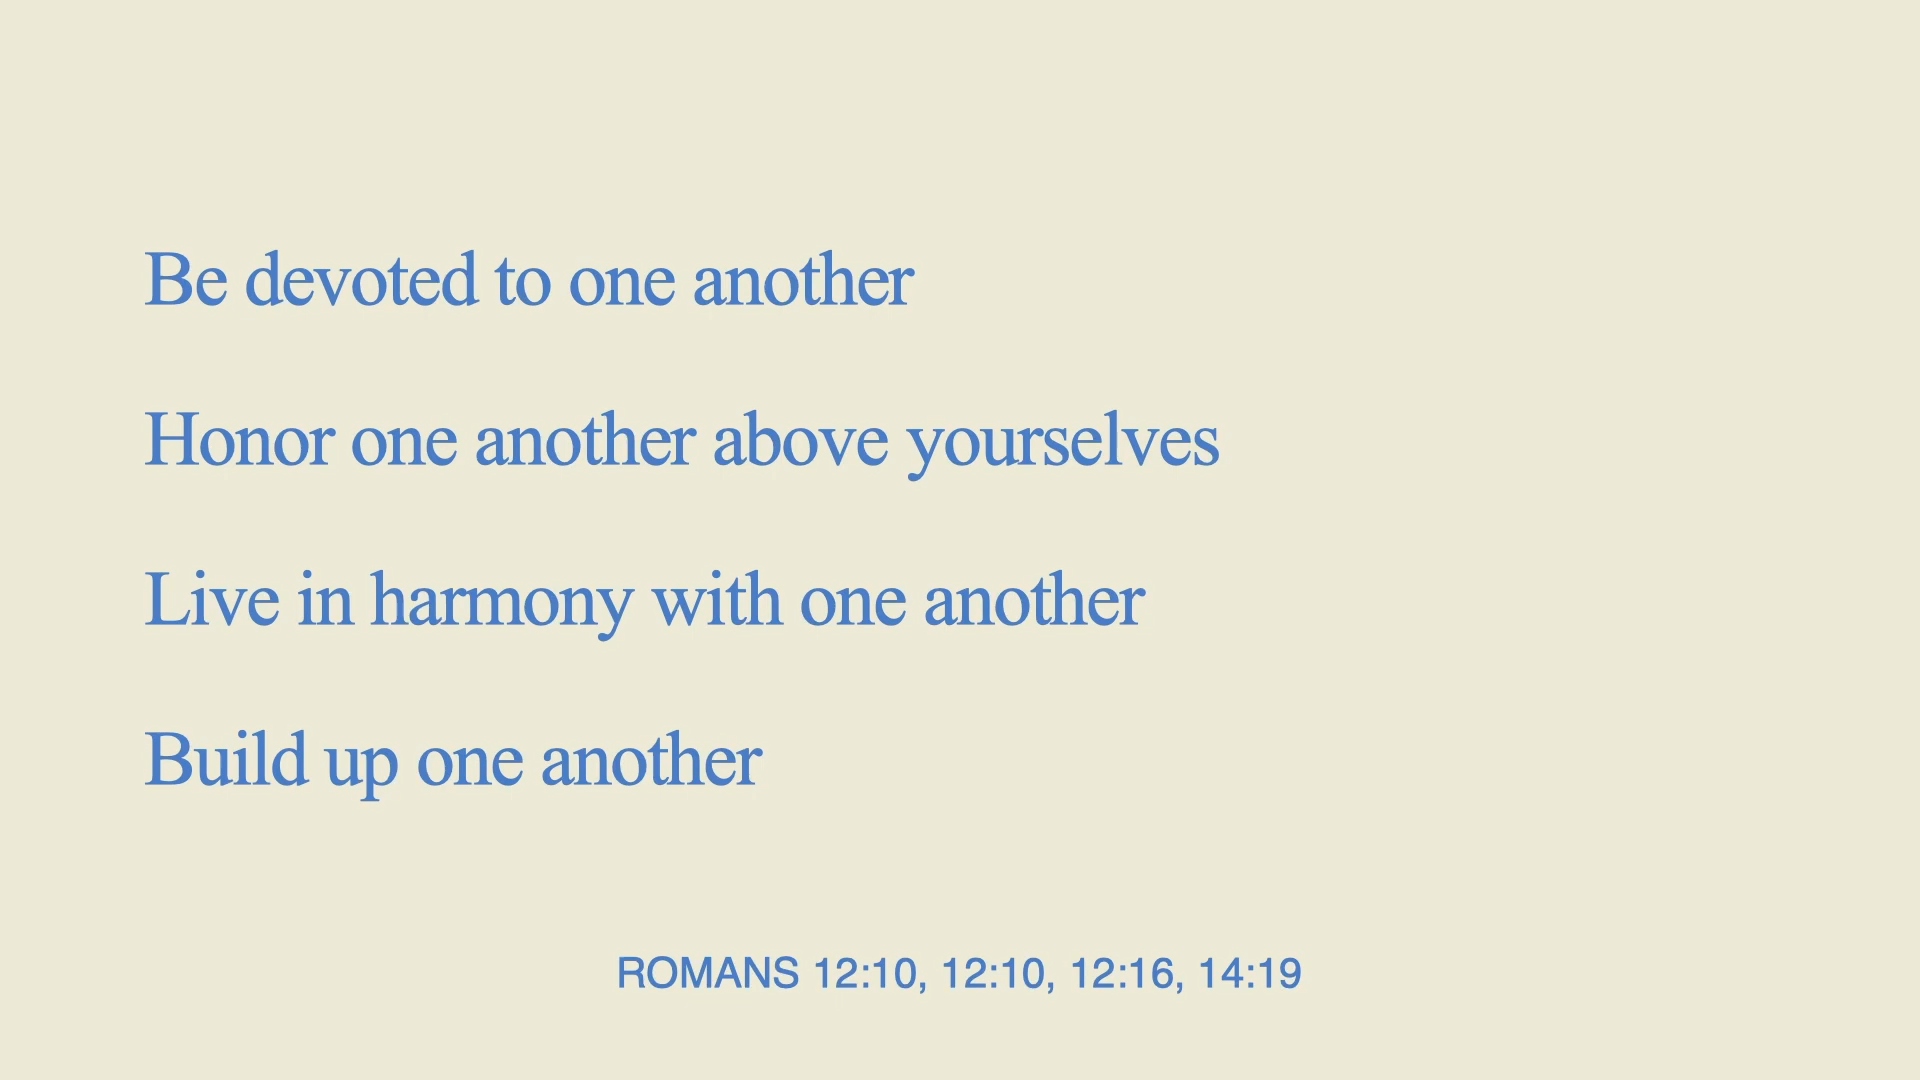 Be devoted to one another
Honor one another above yourselves
Live in harmony with one another
Build up one another
ROMANS 12:10, 12:10, 12:16, 14:19